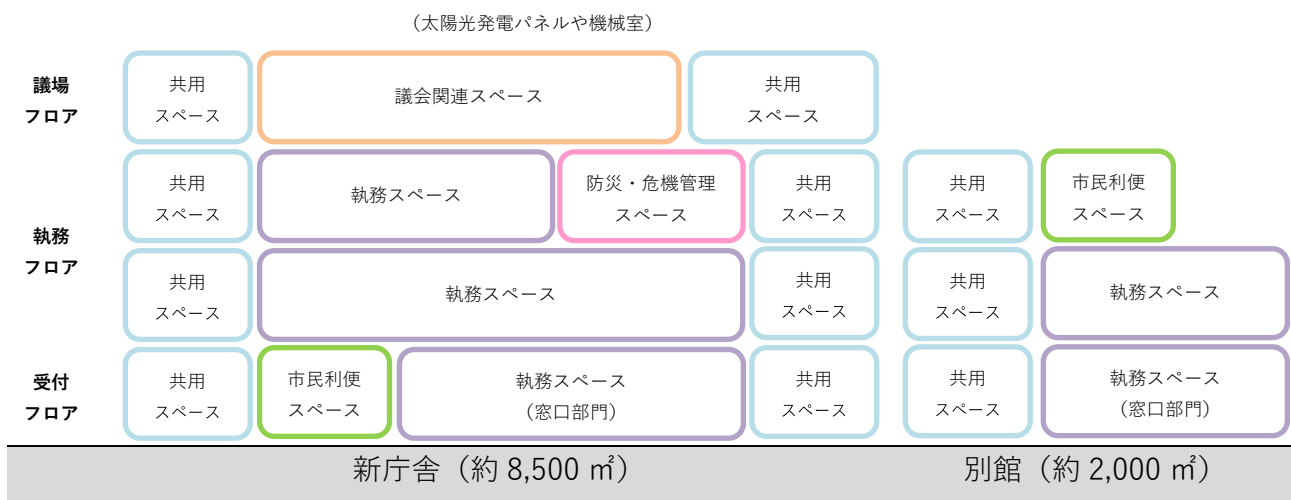 （太陽光発電パネルや機械室）
議場
フロア
共用
スペース
議会関連スペース
共用
スペース
執務
フロア
共用
スペース
執務スペース
防災・危機管理
スペース
共用
スペース
共用
スペース
市民利便
スペース
共用
スペース
執務スペース
共用
スペース
共用
スペース
執務スペース
受付
フロア
共用
スペース
市民利便
スペース
執務スペース
（窓口部門）
共用
スペース
共用
スペース
執務スペース
（窓口部門）
新庁舎（約 8,500 ㎡）
別館（約 2,000 ㎡）